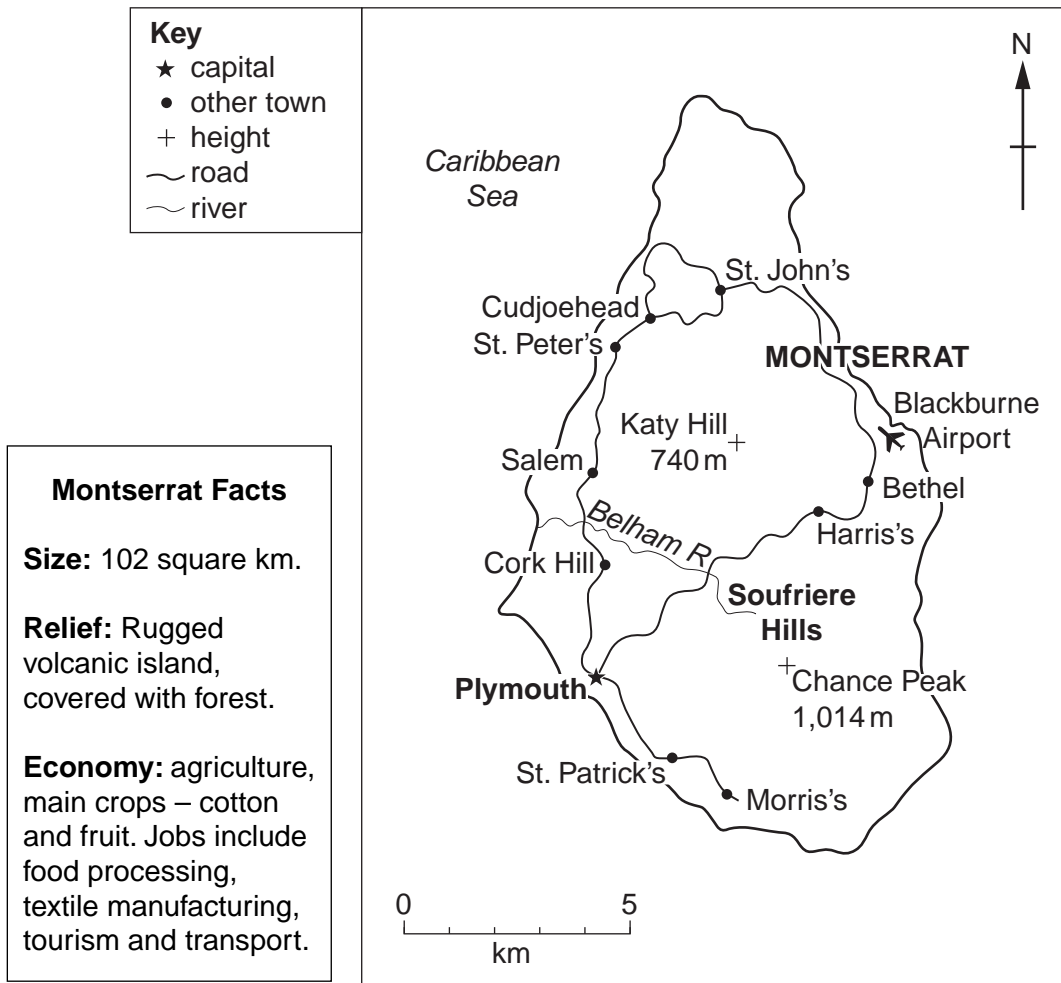 Key
capital
other town
height
road
river
N
Caribbean
Sea
St. John's
Cudjoehead
St. Peter's
MONTSERRAT
Blackburne
Airport
Katy Hill
740 m
Salem
Bethel
Harris's
Belham R
Cork Hill
Soufriere
Hills
Plymouth
Chance Peak
1,014 m
St. Patrick's
Morris's
0 5
km
Montserrat Facts
Size: 102 square km.
Relief: Rugged
volcanic island,
covered with forest.
Economy: agriculture,
main crops – cotton
and fruit. Jobs include
food processing,
textile manufacturing,
tourism and transport.